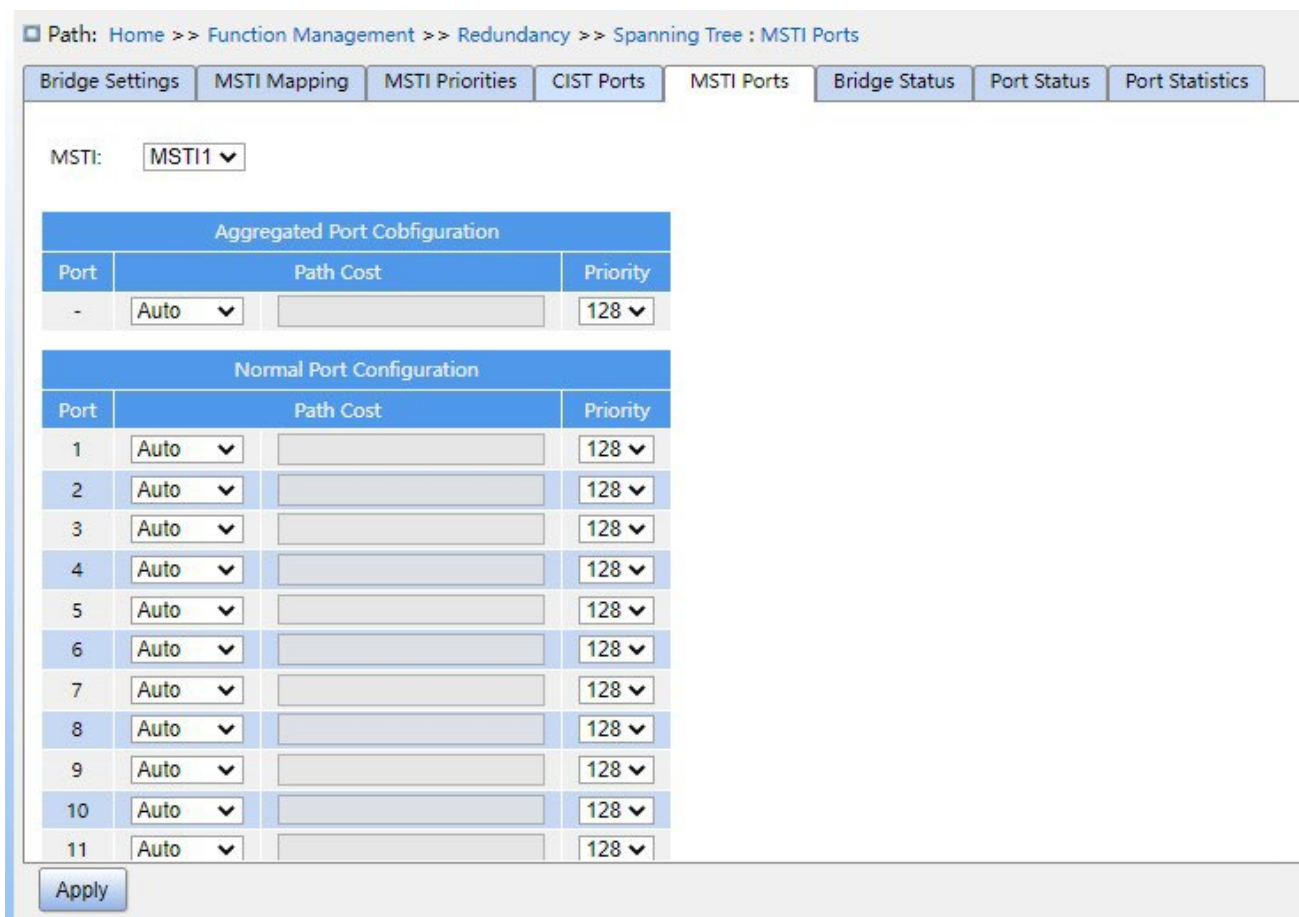 Path: Home >> Function Management >> Redundancy >> Spanning Tree : MSTI Ports
Bridge Settings MSTI Mapping MSTI Priorities CIST Ports MSTI Ports Bridge Status Port Status Port Statistics
MSTI: MSTI1
Aggregated Port Cobfiguration
Port Path Cost Priority
- Auto 128
Normal Port Configuration
Port Path Cost Priority
1 Auto 128
2 Auto 128
3 Auto 128
4 Auto 128
5 Auto 128
6 Auto 128
7 Auto 128
8 Auto 128
9 Auto 128
10 Auto 128
11 Auto 128
Apply